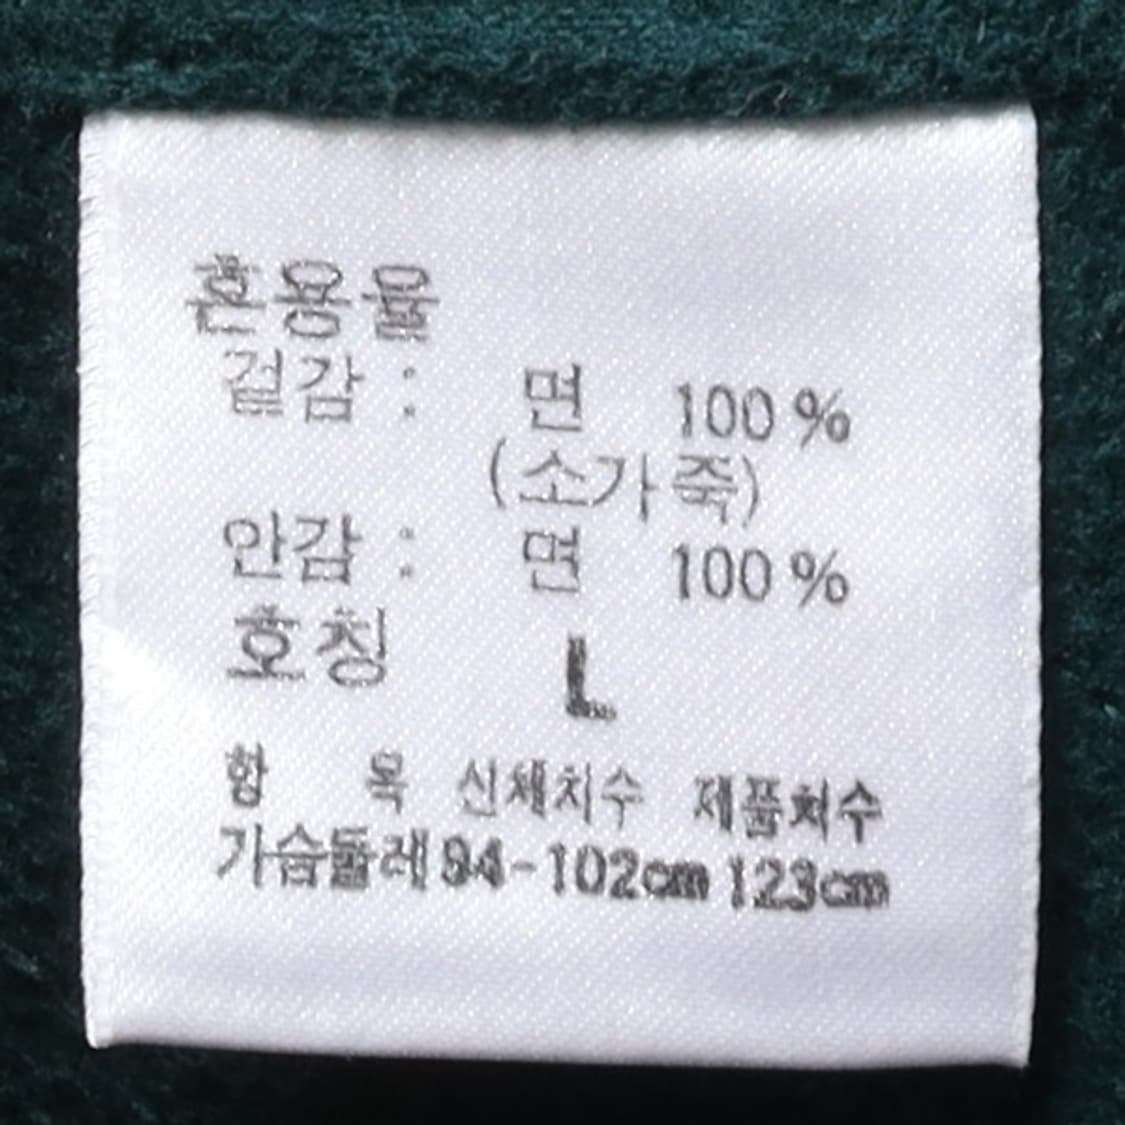 혼용율
겉감 : 면 100 %
(소가죽)
안감 : 면 100 %
호칭 L
항 목 신체치수 제품치수
가슴둘레 94-102cm 123cm